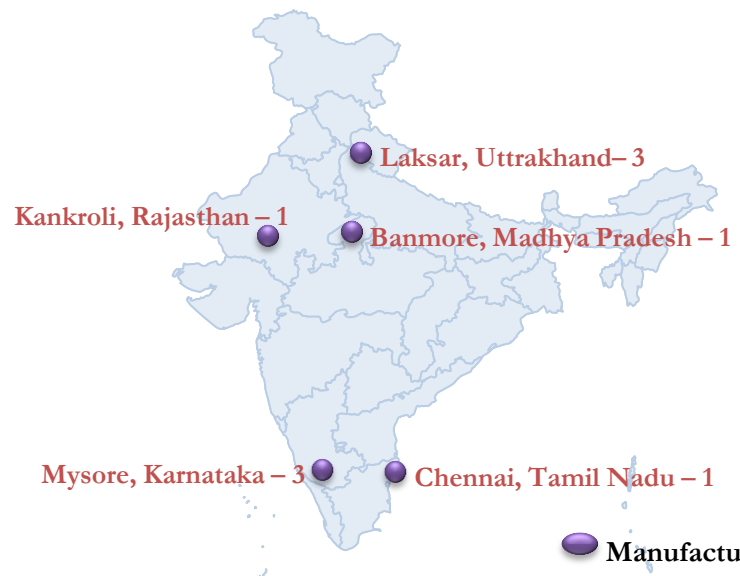 Laksar, Uttrakhand– 3
Kankroli, Rajasthan – 1
Banmore, Madhya Pradesh – 1
Mysore, Karnataka – 3
Chennai, Tamil Nadu – 1
Manufactu